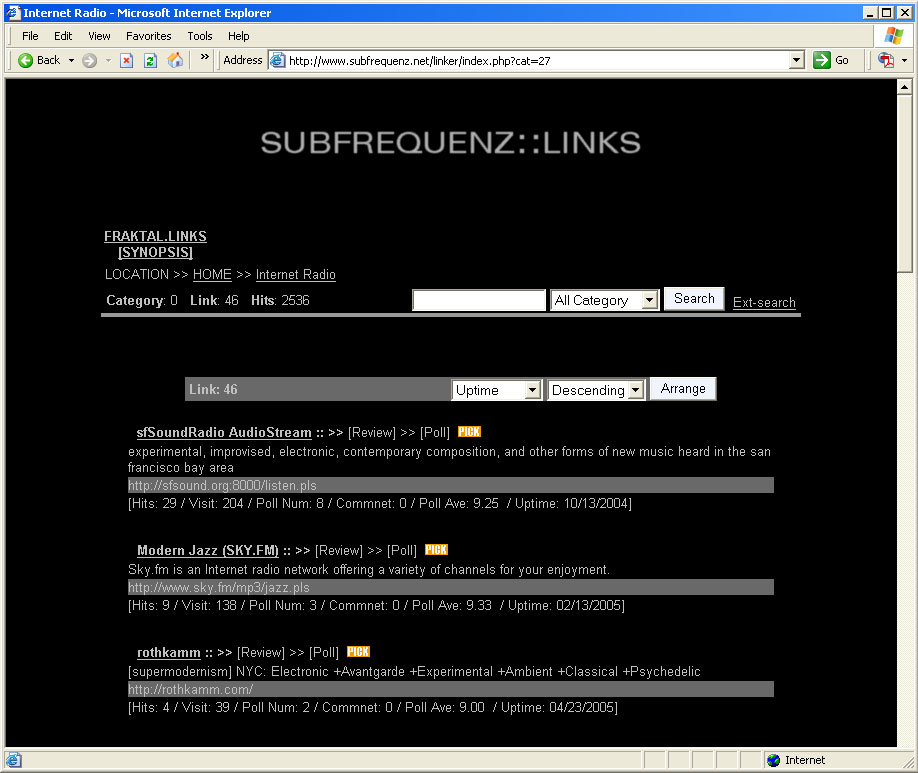 Internet Radio - Microsoft Internet Explorer
File Edit View Favorites Tools Help
Back » Address http://www.subfrequenz.net/linker/index.php?cat=27 Go
SUBFREQUENZ::LINKS
FRAKTAL.LINKS
[SYNOPSIS]
LOCATION >> HOME >> Internet Radio
Category: 0 Link: 46 Hits: 2536 All Category Search Ext-search
Link: 46 Uptime Descending Arrange
sfSoundRadio AudioStream :: >> [Review] >> [Poll] PICK
experimental, improvised, electronic, contemporary composition, and other forms of new music heard in the san
francisco bay area
http://sfsound.org:8000/listen.pls
[Hits: 29 / Visit: 204 / Poll Num: 8 / Commnet: 0 / Poll Ave: 9.25 / Uptime: 10/13/2004]
Modern Jazz (SKY.FM) :: >> [Review] >> [Poll] PICK
Sky.fm is an Internet radio network offering a variety of channels for your enjoyment.
http://www.sky.fm/mp3/jazz.pls
[Hits: 9 / Visit: 138 / Poll Num: 3 / Commnet: 0 / Poll Ave: 9.33 / Uptime: 02/13/2005]
rothkamm :: >> [Review] >> [Poll] PICK
[supermodernism] NYC: Electronic +Avantgarde +Experimental +Ambient +Classical +Psychedelic
http://rothkamm.com/
[Hits: 4 / Visit: 39 / Poll Num: 2 / Commnet: 0 / Poll Ave: 9.00 / Uptime: 04/23/2005]
Internet